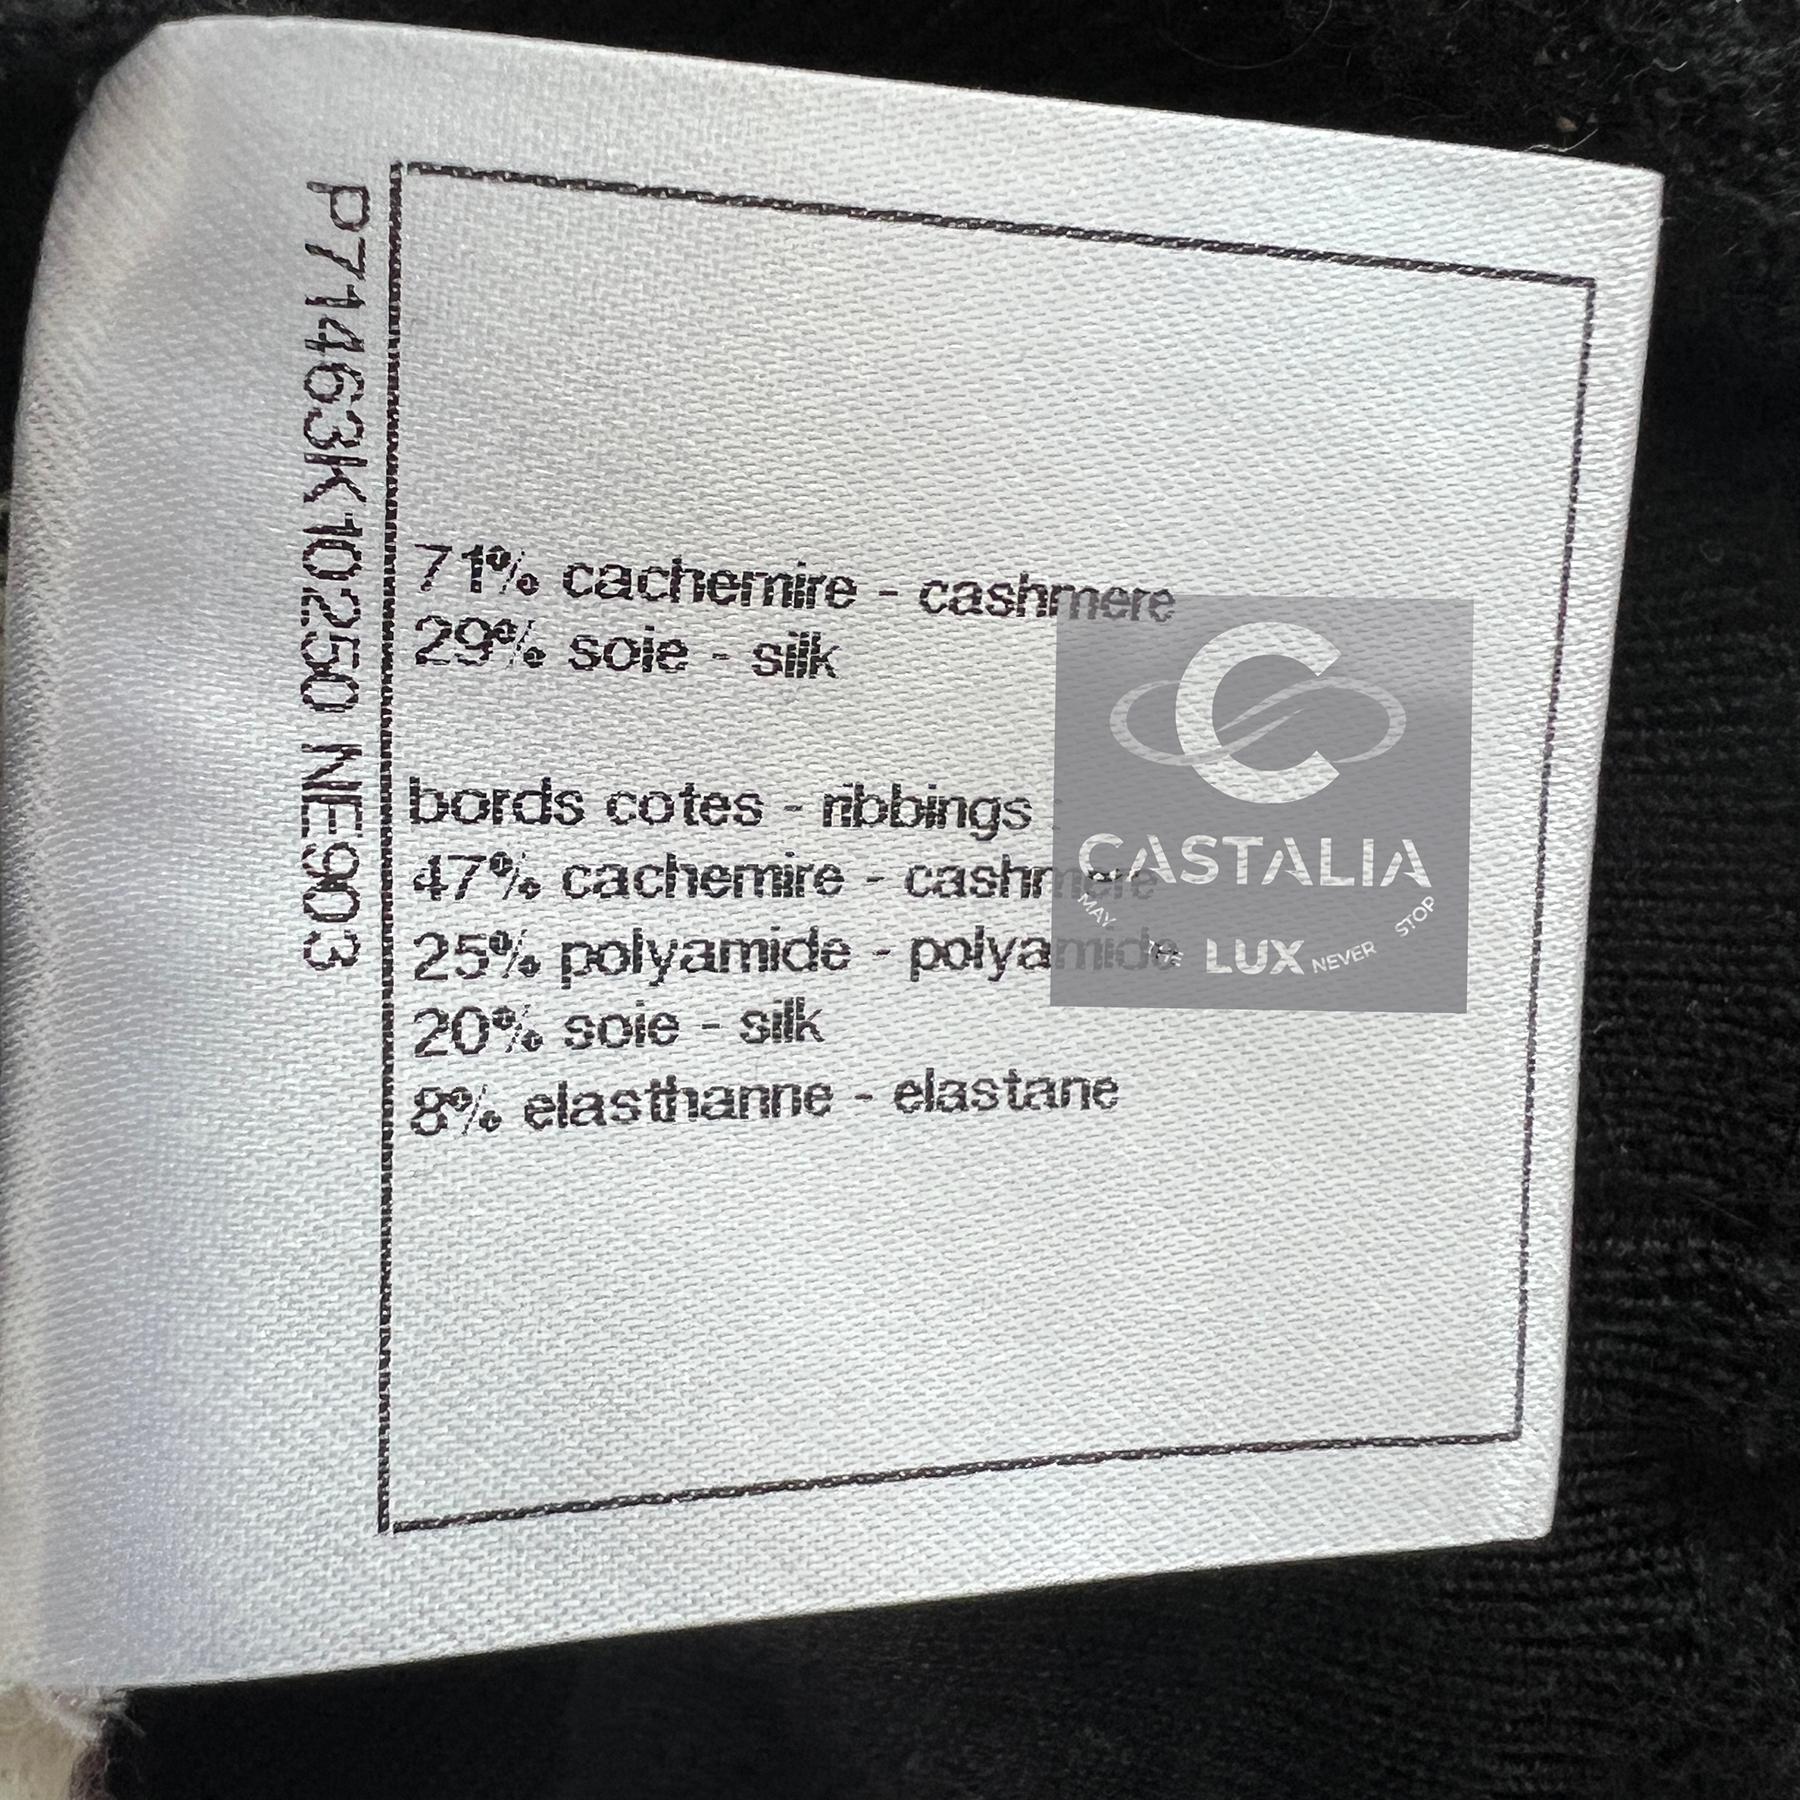 P71463K10250 NE903
71% cachemire - cashmere
29% soie - silk
bords cotes - ribbings :
47% cachemire - cashmere
25% polyamide - polyamide
20% soie - silk
8% elasthanne - elastane
CASTALIA
MAY THE LUX NEVER STOP